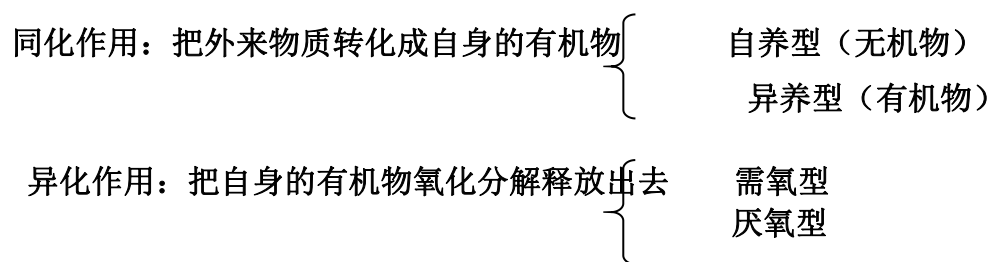 同化作用：把外来物质转化成自身的有机物 自养型（无机物）
异养型（有机物）
异化作用：把自身的有机物氧化分解释放出去 需氧型
厌氧型